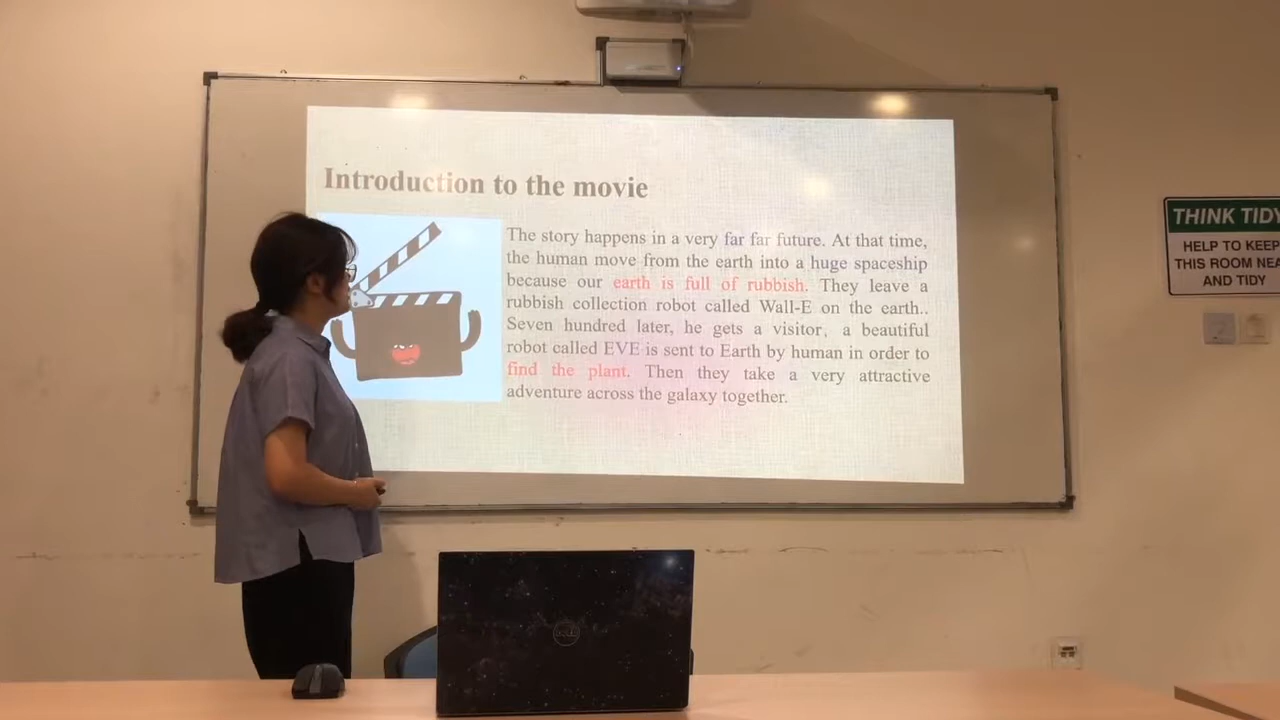 Introduction to the movie
The story happens in a very far far future. At that time,
the human move from the earth into a huge spaceship
because our earth is full of rubbish. They leave a
rubbish collection robot called Wall-E on the earth..
Seven hundred later, he gets a visitor, a beautiful
robot called EVE is sent to Earth by human in order to
find the plant. Then they take a very attractive
adventure across the galaxy together.
THINK TIDY
HELP TO KEEP
THIS ROOM NEA
AND TIDY
DELL